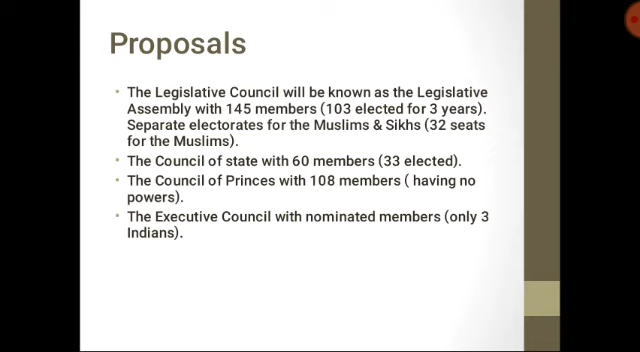 Proposals
• The Legislative Council will be known as the Legislative
Assembly with 145 members (103 elected for 3 years).
Separate electorates for the Muslims & Sikhs (32 seats
for the Muslims).
• The Council of state with 60 members (33 elected).
• The Council of Princes with 108 members ( having no
powers).
• The Executive Council with nominated members (only 3
Indians).